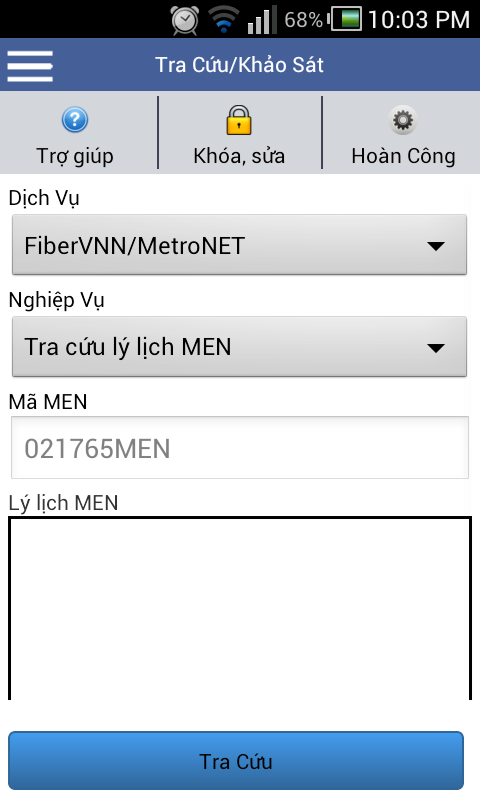 68% 10:03 PM
Tra Cứu/Khảo Sát
Trợ giúp Khóa, sửa Hoàn Công
Dịch Vụ
FiberVNN/MetroNET
Nghiệp Vụ
Tra cứu lý lịch MEN
Mã MEN
021765MEN
Lý lịch MEN
Tra Cứu